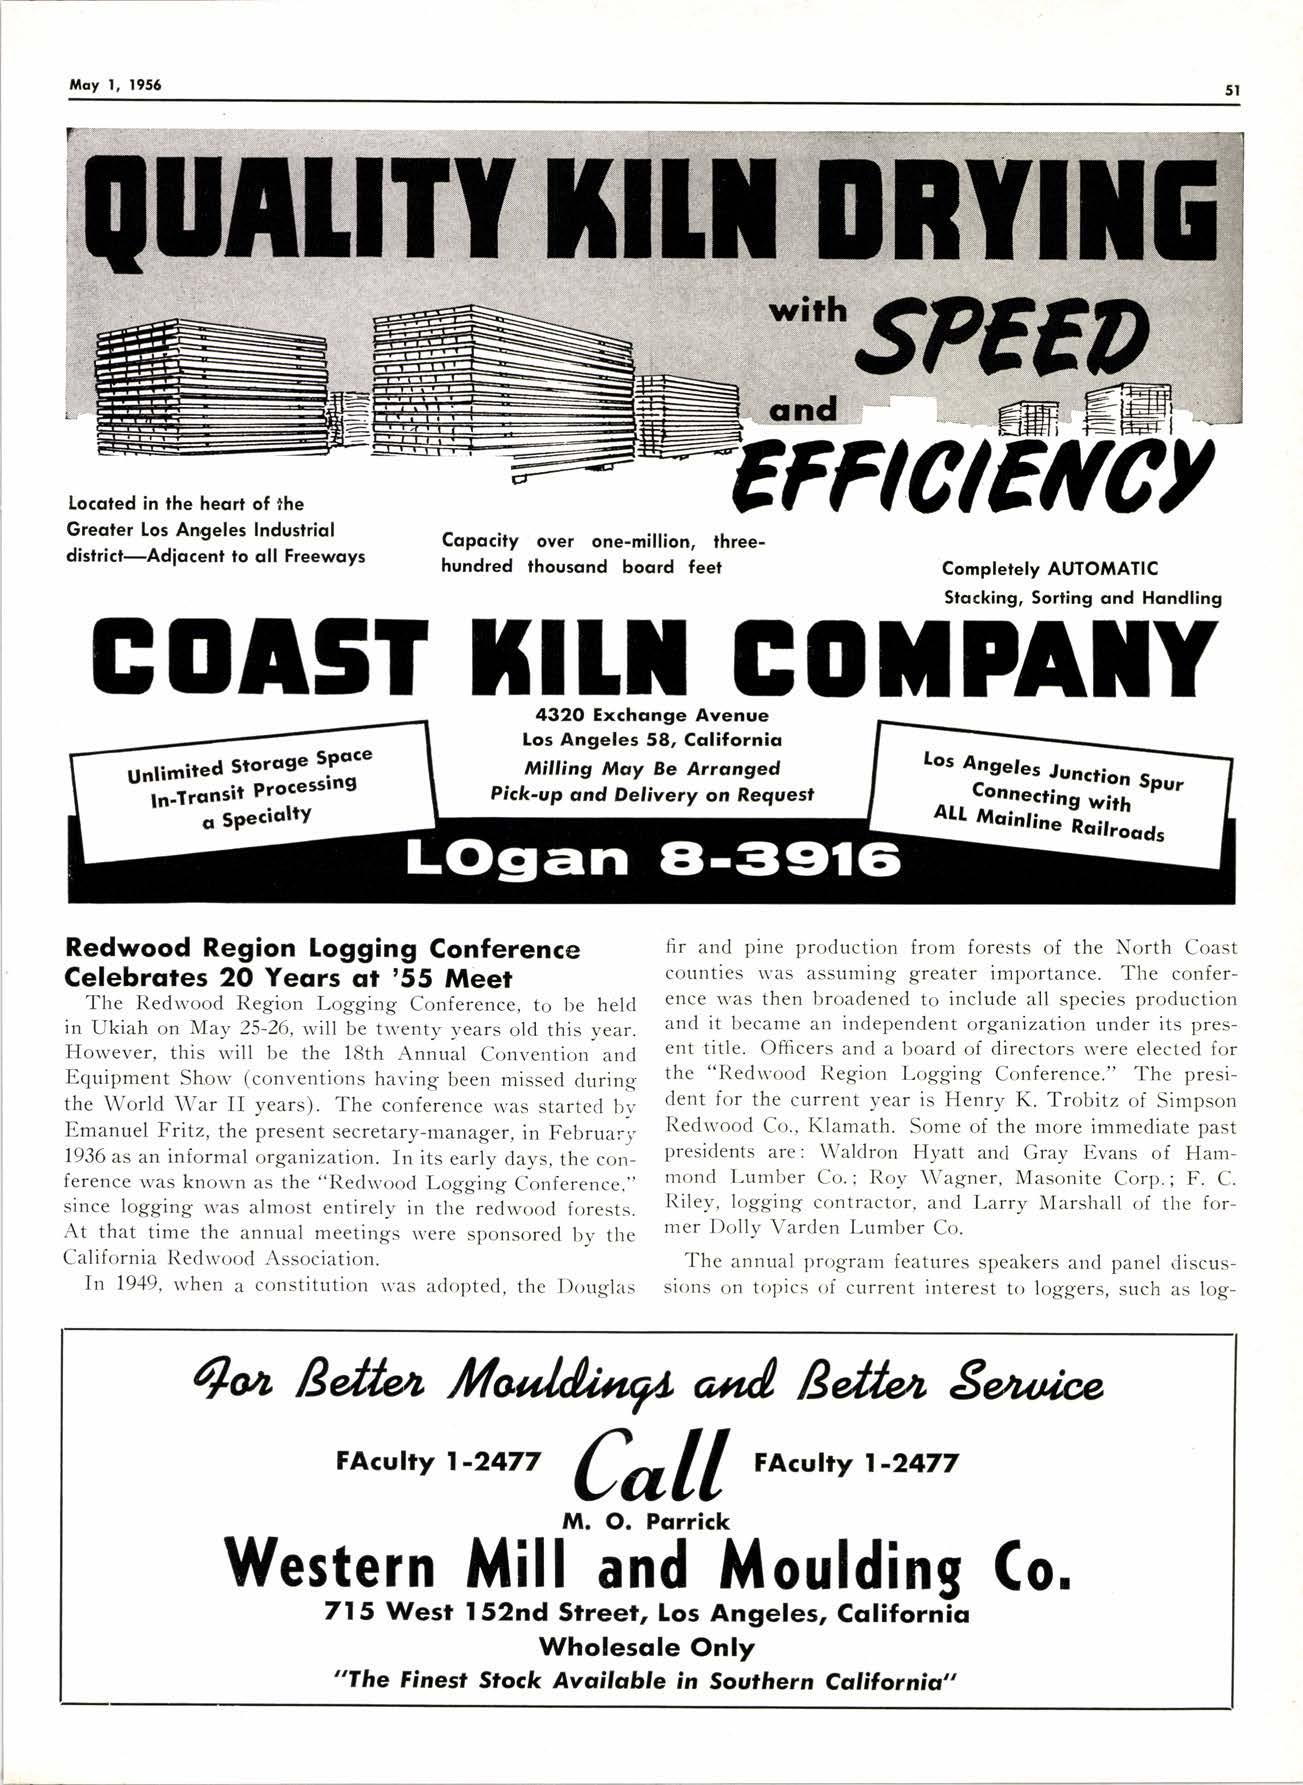 May 1, 1956
51
QUALITY KILN DRYING
with SPEED
and
EFFICIENCY
Located in the heart of the
Greater Los Angeles Industrial
district—Adjacent to all Freeways
Capacity over one-million, three-
hundred thousand board feet
Completely AUTOMATIC
Stacking, Sorting and Handling
COAST KILN COMPANY
4320 Exchange Avenue
Los Angeles 58, California
Milling May Be Arranged
Pick-up and Delivery on Request
Unlimited Storage Space
In-Transit Processing
a Specialty
Los Angeles Junction Spur
Connecting with
ALL Mainline Railroads
LOgan 8-3916
Redwood Region Logging Conference
Celebrates 20 Years at '55 Meet
The Redwood Region Logging Conference, to be held
in Ukiah on May 25-26, will be twenty years old this year.
However, this will be the 18th Annual Convention and
Equipment Show (conventions having been missed during
the World War II years). The conference was started by
Emanuel Fritz, the present secretary-manager, in February
1936 as an informal organization. In its early days, the con-
ference was known as the "Redwood Logging Conference,"
since logging was almost entirely in the redwood forests.
At that time the annual meetings were sponsored by the
California Redwood Association.
In 1949, when a constitution was adopted, the Douglas
fir and pine production from forests of the North Coast
counties was assuming greater importance. The confer-
ence was then broadened to include all species production
and it became an independent organization under its pres-
ent title. Officers and a board of directors were elected for
the "Redwood Region Logging Conference." The presi-
dent for the current year is Henry K. Trobitz of Simpson
Redwood Co., Klamath. Some of the more immediate past
presidents are: Waldron Hyatt and Gray Evans of Ham-
mond Lumber Co.; Roy Wagner, Masonite Corp.; F. C.
Riley, logging contractor, and Larry Marshall of the for-
mer Dolly Varden Lumber Co.
The annual program features speakers and panel discus-
sions on topics of current interest to loggers, such as log-
For Better Mouldings and Better Service
FAculty 1-2477 Call FAculty 1-2477
M. O. Parrick
Western Mill and Moulding Co.
715 West 152nd Street, Los Angeles, California
Wholesale Only
"The Finest Stock Available in Southern California"